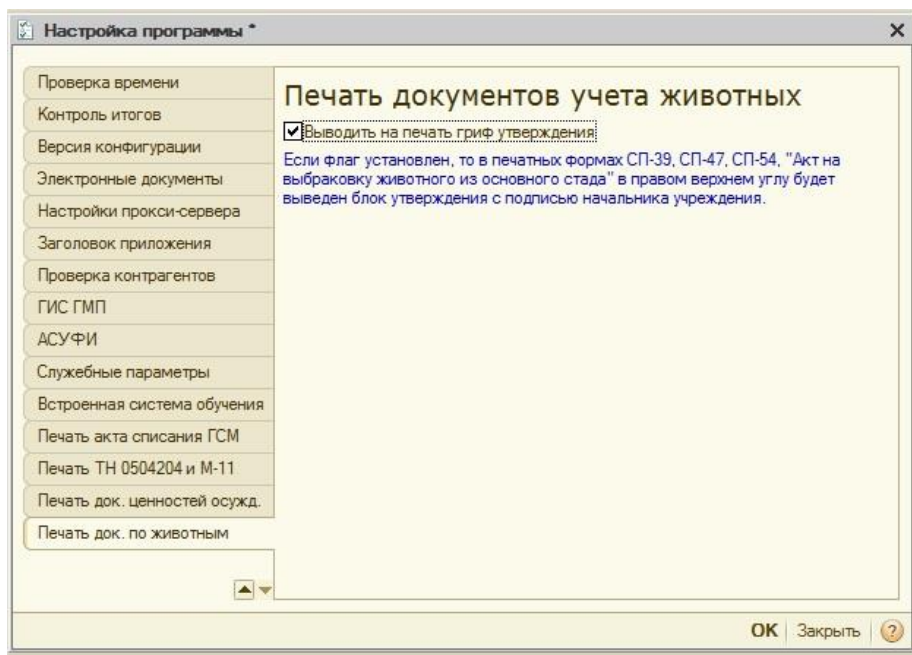 Настройка программы *
Проверка времени
Контроль итогов
Версия конфигурации
Электронные документы
Настройки прокси-сервера
Заголовок приложения
Проверка контрагентов
ГИС ГМП
АСУФИ
Служебные параметры
Встроенная система обучения
Печать акта списания ГСМ
Печать ТН 0504204 и М-11
Печать док. ценностей осужд.
Печать док. по животным
Печать документов учета животных
Выводить на печать гриф утверждения
Если флаг установлен, то в печатных формах СП-39, СП-47, СП-54, "Акт на
выбраковку животного из основного стада" в правом верхнем углу будет
выведен блок утверждения с подписью начальника учреждения.
OK Закрыть ?